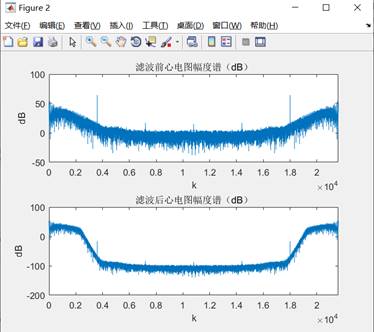 Figure 2
文件(F) 编辑(E) 查看(V) 插入(I) 工具(T) 桌面(D) 窗口(W) 帮助(H)
滤波前心电图幅度谱（dB）
100
50
0
-50
dB
0 0.2 0.4 0.6 0.8 1 1.2 1.4 1.6 1.8 2
k
×10⁴
滤波后心电图幅度谱（dB）
100
0
-100
-200
dB
0 0.2 0.4 0.6 0.8 1 1.2 1.4 1.6 1.8 2
k
×10⁴